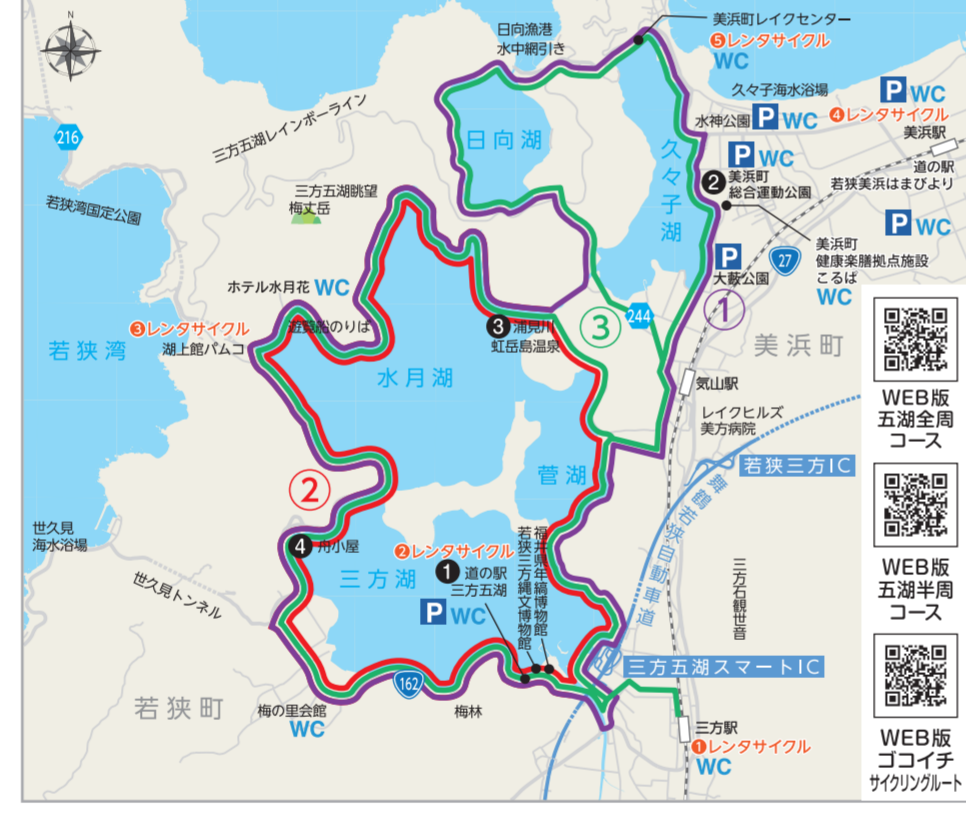 N
美浜町レイクセンター
⑤レンタサイクル
WC
日向漁港
水中網引き
216
三方五湖レインボーライン
日向湖
久々子湖
久々子海水浴場
水神公園
P WC
P WC
④レンタサイクル
美浜駅
道の駅
若狭美浜はまびより
P WC
P WC
❷
美浜町
総合運動公園
若狭湾国定公園
三方五湖眺望
梅丈岳
美浜町
健康楽膳拠点施設
こるば
WC
27
P
大藪公園
ホテル水月花 WC
遊覧船のりば
③レンタサイクル
湖上館パムコ
若狭湾
❸ 浦見川
虹岳島温泉
③
244
①
美浜町
水月湖
気山駅
レイクヒルズ
美方病院
菅湖
若狭三方IC
舞鶴若狭自動車道
②
世久見
海水浴場
❹ 舟小屋
世久見トンネル
三方湖
②レンタサイクル
❶ 道の駅
三方五湖
P WC
福井県年縞博物館
若狭三方縄文博物館
三方石観世音
三方五湖スマートIC
162
若狭町
梅の里会館
WC
梅林
三方駅
①レンタサイクル
WC
WEB版
五湖全周
コース
WEB版
五湖半周
コース
WEB版
ゴコイチ
サイクリングルート